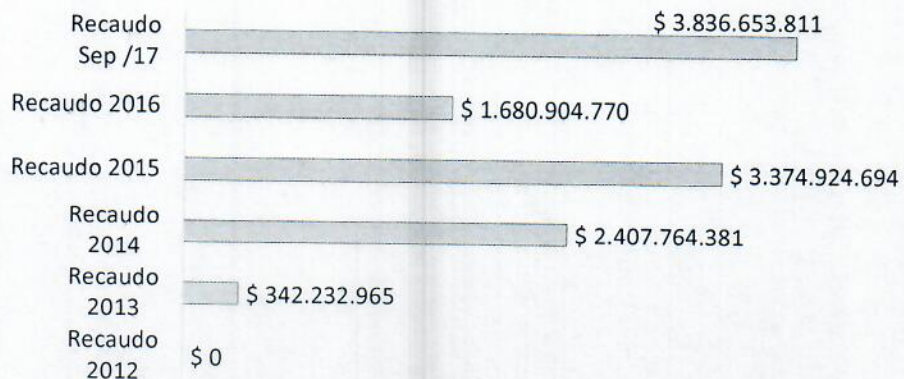 Recaudo
Sep /17
$ 3.836.653.811
Recaudo 2016
$ 1.680.904.770
Recaudo 2015
$ 3.374.924.694
Recaudo
2014
$ 2.407.764.381
Recaudo
2013
$ 342.232.965
Recaudo
2012
$ 0